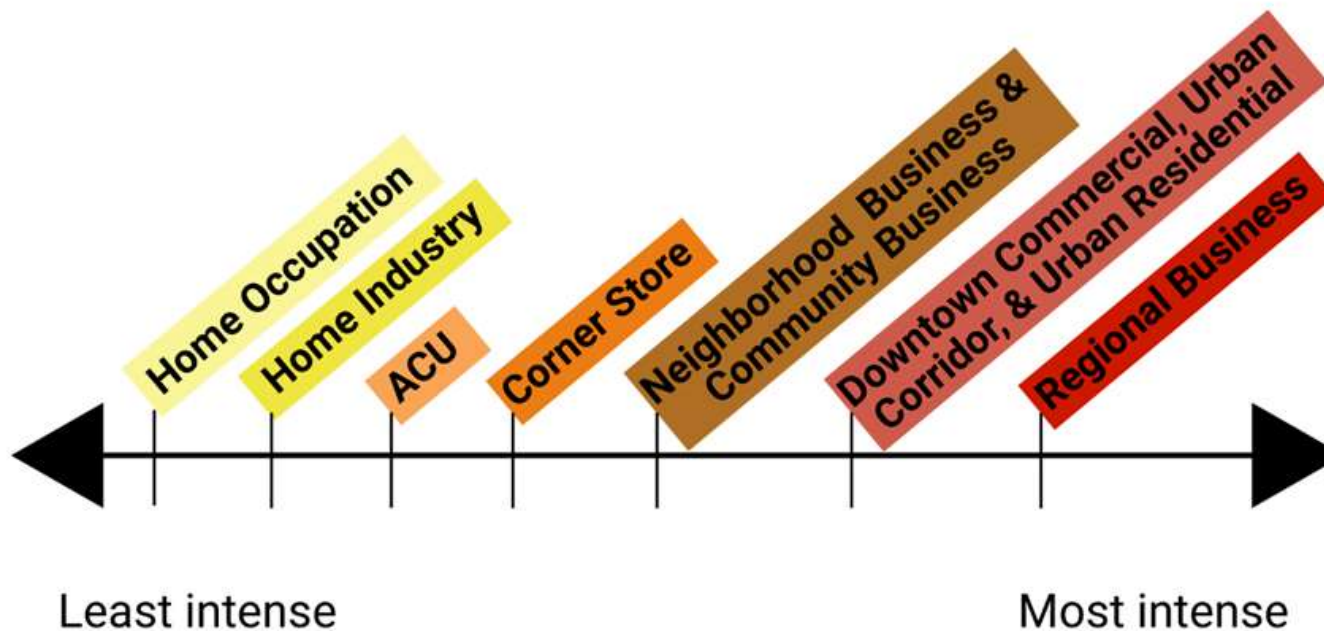 Home Occupation
Home Industry
ACU
Corner Store
Neighborhood Business &
Community Business
Downtown Commercial, Urban
Corridor, & Urban Residential
Regional Business
Least intense
Most intense